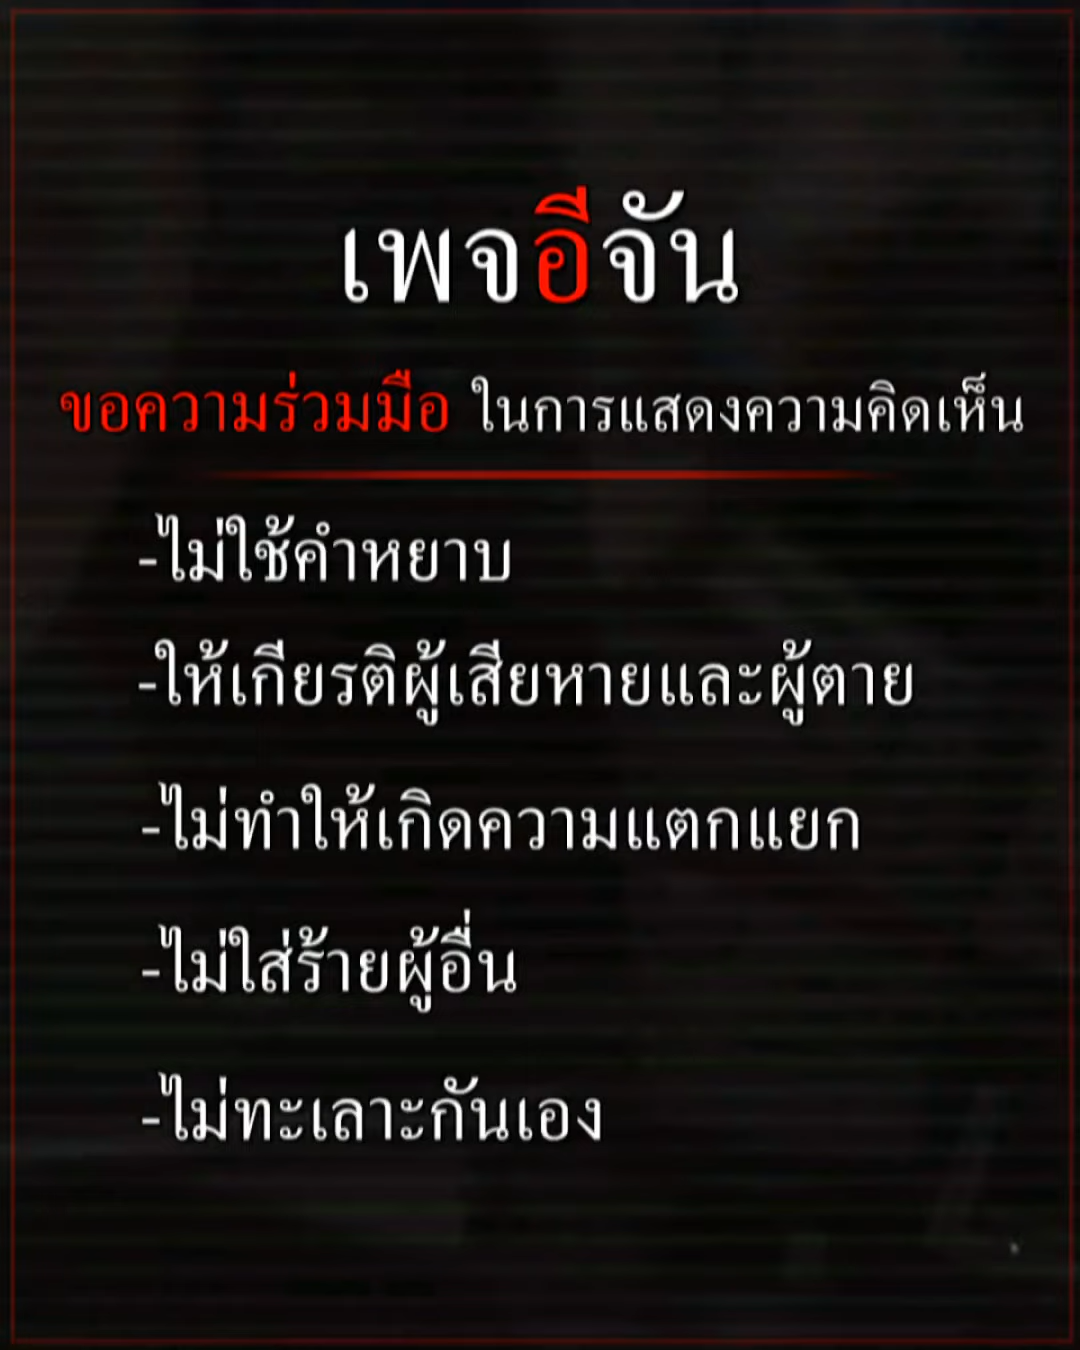 เพจอีจัน
ขอความร่วมมือ ในการแสดงความคิดเห็น
-ไม่ใช้คำหยาบ
-ให้เกียรติผู้เสียหายและผู้ตาย
-ไม่ทำให้เกิดความแตกแยก
-ไม่ใส่ร้ายผู้อื่น
-ไม่ทะเลาะกันเอง